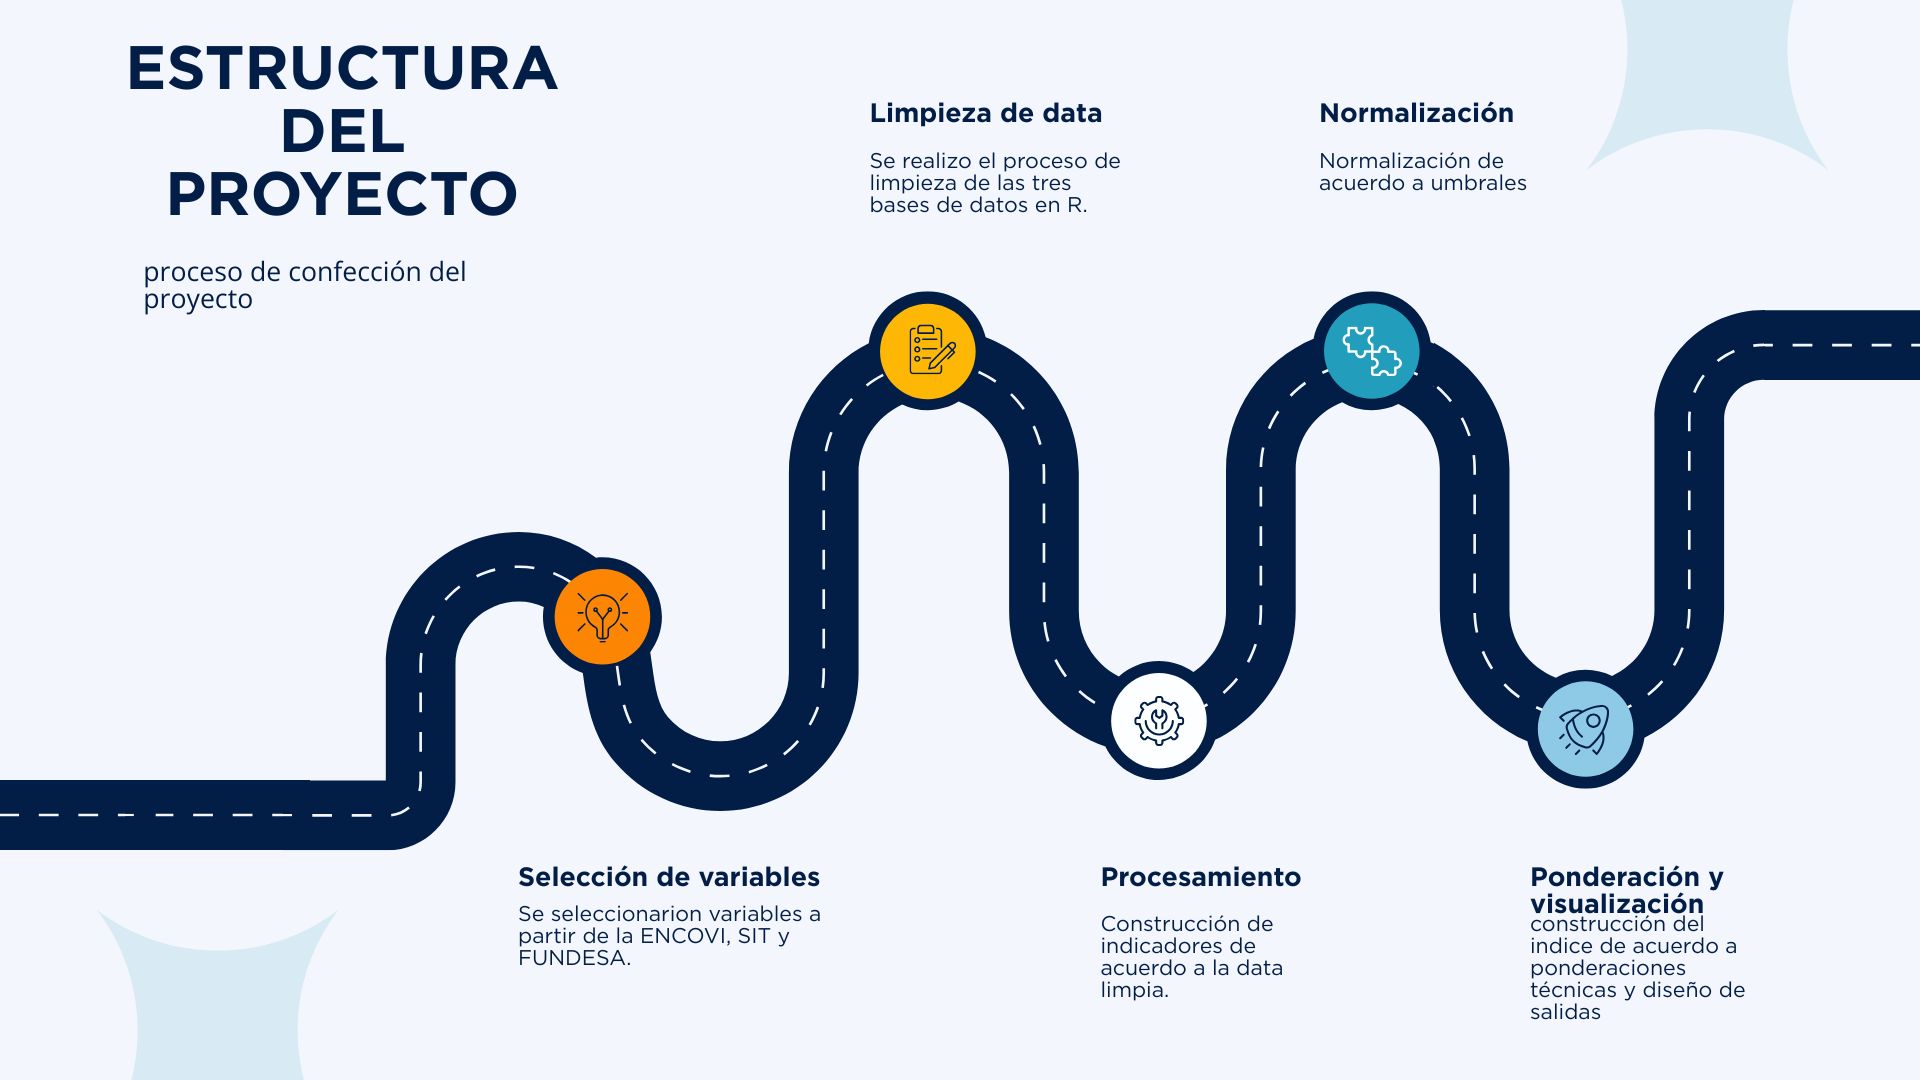 ESTRUCTURA
DEL
PROYECTO
proceso de confección del
proyecto
Limpieza de data
Se realizo el proceso de
limpieza de las tres
bases de datos en R.
Normalización
Normalización de
acuerdo a umbrales
Selección de variables
Se seleccionarion variables a
partir de la ENCOVI, SIT y
FUNDESA.
Procesamiento
Construcción de
indicadores de
acuerdo a la data
limpia.
Ponderación y
visualización
construcción del
indice de acuerdo a
ponderaciones
técnicas y diseño de
salidas